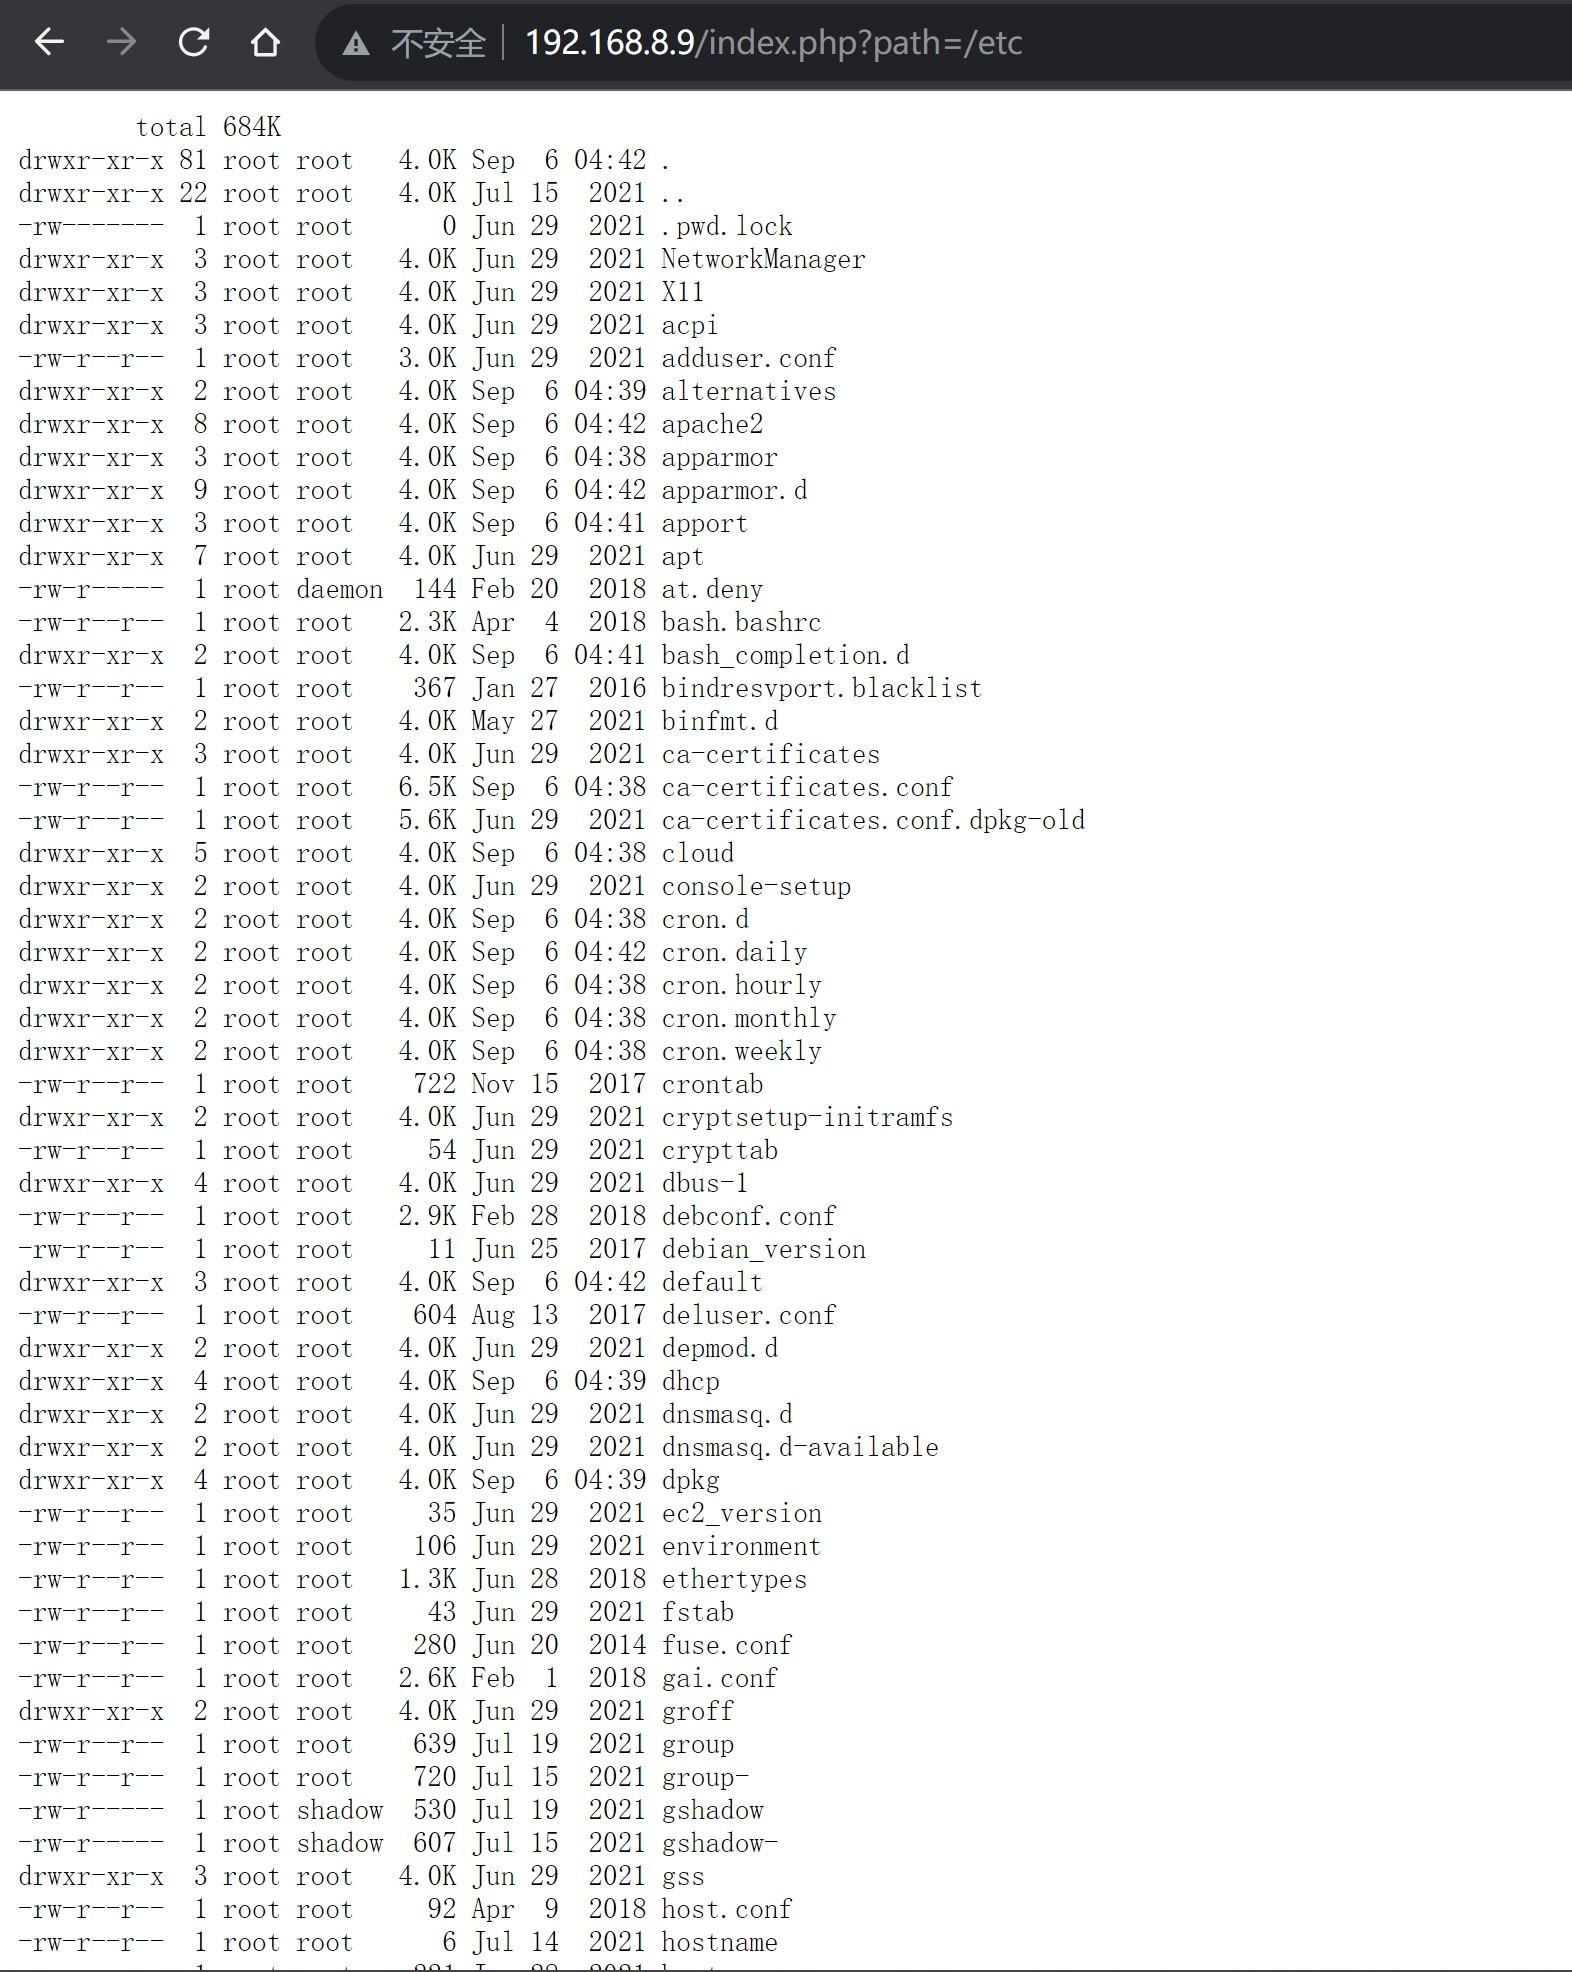 不安全 192.168.8.9/index.php?path=/etc
total 684K
drwxr-xr-x 81 root root   4.0K Sep  6 04:42 .
drwxr-xr-x 22 root root   4.0K Jul 15  2021 ..
-rw-------  1 root root      0 Jun 29  2021 .pwd.lock
drwxr-xr-x  3 root root   4.0K Jun 29  2021 NetworkManager
drwxr-xr-x  3 root root   4.0K Jun 29  2021 X11
drwxr-xr-x  3 root root   4.0K Jun 29  2021 acpi
-rw-r--r--  1 root root   3.0K Jun 29  2021 adduser.conf
drwxr-xr-x  2 root root   4.0K Sep  6 04:39 alternatives
drwxr-xr-x  8 root root   4.0K Sep  6 04:42 apache2
drwxr-xr-x  3 root root   4.0K Sep  6 04:38 apparmor
drwxr-xr-x  9 root root   4.0K Sep  6 04:42 apparmor.d
drwxr-xr-x  3 root root   4.0K Sep  6 04:41 apport
drwxr-xr-x  7 root root   4.0K Jun 29  2021 apt
-rw-r-----  1 root daemon  144 Feb 20  2018 at.deny
-rw-r--r--  1 root root   2.3K Apr  4  2018 bash.bashrc
drwxr-xr-x  2 root root   4.0K Sep  6 04:41 bash_completion.d
-rw-r--r--  1 root root    367 Jan 27  2016 bindresvport.blacklist
drwxr-xr-x  2 root root   4.0K May 27  2021 binfmt.d
drwxr-xr-x  3 root root   4.0K Jun 29  2021 ca-certificates
-rw-r--r--  1 root root   6.5K Sep  6 04:38 ca-certificates.conf
-rw-r--r--  1 root root   5.6K Jun 29  2021 ca-certificates.conf.dpkg-old
drwxr-xr-x  5 root root   4.0K Sep  6 04:38 cloud
drwxr-xr-x  2 root root   4.0K Jun 29  2021 console-setup
drwxr-xr-x  2 root root   4.0K Sep  6 04:38 cron.d
drwxr-xr-x  2 root root   4.0K Sep  6 04:42 cron.daily
drwxr-xr-x  2 root root   4.0K Sep  6 04:38 cron.hourly
drwxr-xr-x  2 root root   4.0K Sep  6 04:38 cron.monthly
drwxr-xr-x  2 root root   4.0K Sep  6 04:38 cron.weekly
-rw-r--r--  1 root root    722 Nov 15  2017 crontab
drwxr-xr-x  2 root root   4.0K Jun 29  2021 cryptsetup-initramfs
-rw-r--r--  1 root root     54 Jun 29  2021 crypttab
drwxr-xr-x  4 root root   4.0K Jun 29  2021 dbus-1
-rw-r--r--  1 root root   2.9K Feb 28  2018 debconf.conf
-rw-r--r--  1 root root     11 Jun 25  2017 debian_version
drwxr-xr-x  3 root root   4.0K Sep  6 04:42 default
-rw-r--r--  1 root root    604 Aug 13  2017 deluser.conf
drwxr-xr-x  2 root root   4.0K Jun 29  2021 depmod.d
drwxr-xr-x  4 root root   4.0K Sep  6 04:39 dhcp
drwxr-xr-x  2 root root   4.0K Jun 29  2021 dnsmasq.d
drwxr-xr-x  2 root root   4.0K Jun 29  2021 dnsmasq.d-available
drwxr-xr-x  4 root root   4.0K Sep  6 04:39 dpkg
-rw-r--r--  1 root root     35 Jun 29  2021 ec2_version
-rw-r--r--  1 root root    106 Jun 29  2021 environment
-rw-r--r--  1 root root   1.3K Jun 28  2018 ethertypes
-rw-r--r--  1 root root     43 Jun 29  2021 fstab
-rw-r--r--  1 root root    280 Jun 20  2014 fuse.conf
-rw-r--r--  1 root root   2.6K Feb  1  2018 gai.conf
drwxr-xr-x  2 root root   4.0K Jun 29  2021 groff
-rw-r--r--  1 root root    639 Jul 19  2021 group
-rw-r--r--  1 root root    720 Jul 15  2021 group-
-rw-r-----  1 root shadow  530 Jul 19  2021 gshadow
-rw-r-----  1 root shadow  607 Jul 15  2021 gshadow-
drwxr-xr-x  3 root root   4.0K Jun 29  2021 gss
-rw-r--r--  1 root root     92 Apr  9  2018 host.conf
-rw-r--r--  1 root root      6 Jul 14  2021 hostname